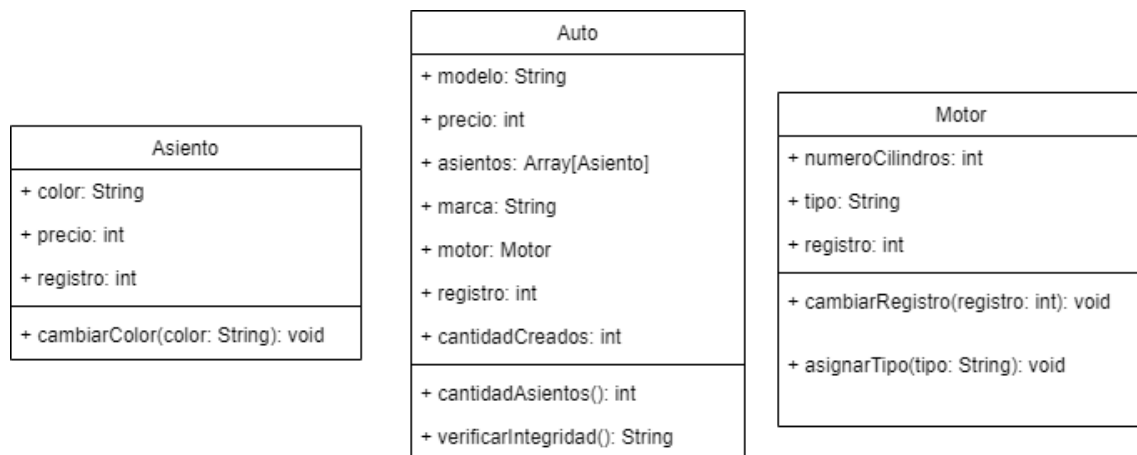 Asiento
+ color: String
+ precio: int
+ registro: int
+ cambiarColor(color: String): void
Auto
+ modelo: String
+ precio: int
+ asientos: Array[Asiento]
+ marca: String
+ motor: Motor
+ registro: int
+ cantidadCreados: int
+ cantidadAsientos(): int
+ verificarIntegridad(): String
Motor
+ numeroCilindros: int
+ tipo: String
+ registro: int
+ cambiarRegistro(registro: int): void
+ asignarTipo(tipo: String): void